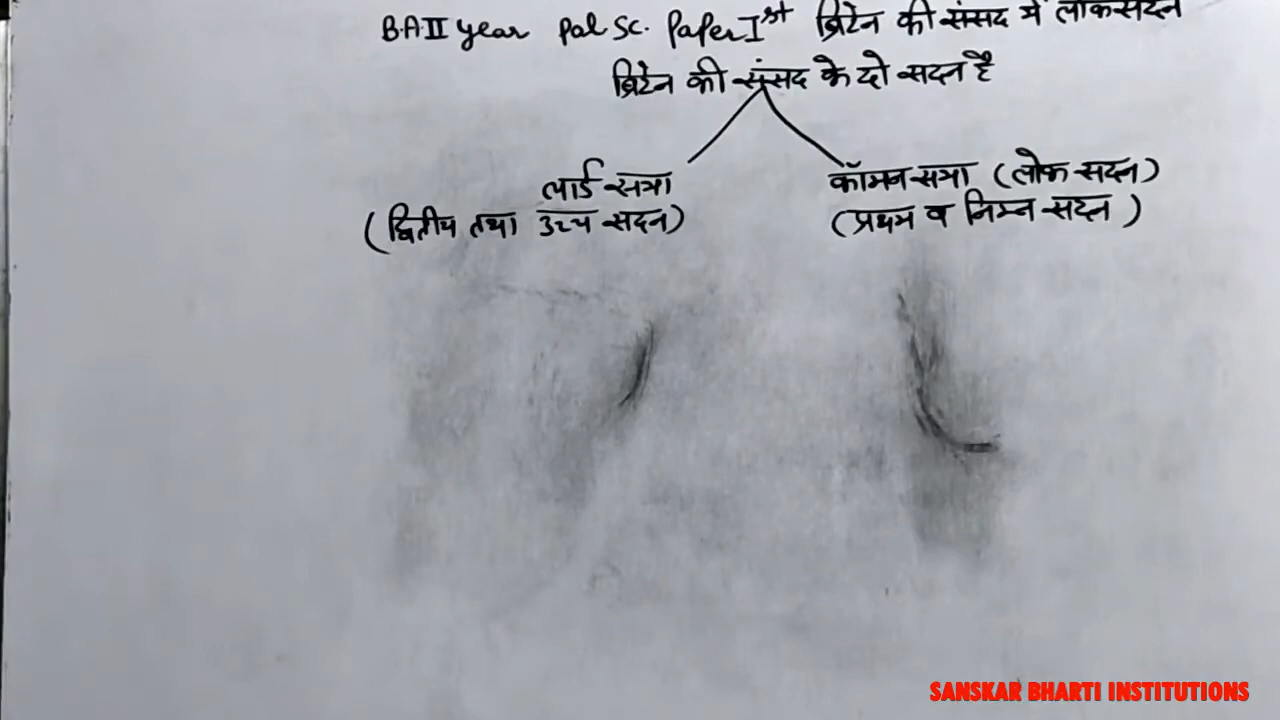 B.A II year Pol Sc. Paper Ist ब्रिटेन की संसद में लोकसदन
ब्रिटेन की संसद के दो सदन है
लार्ड सभा
(द्वितीय तथा उच्च सदन)
कॉमन सभा (लोक सदन)
(प्रथम व निम्न सदन)
SANSKAR BHARTI INSTITUTIONS